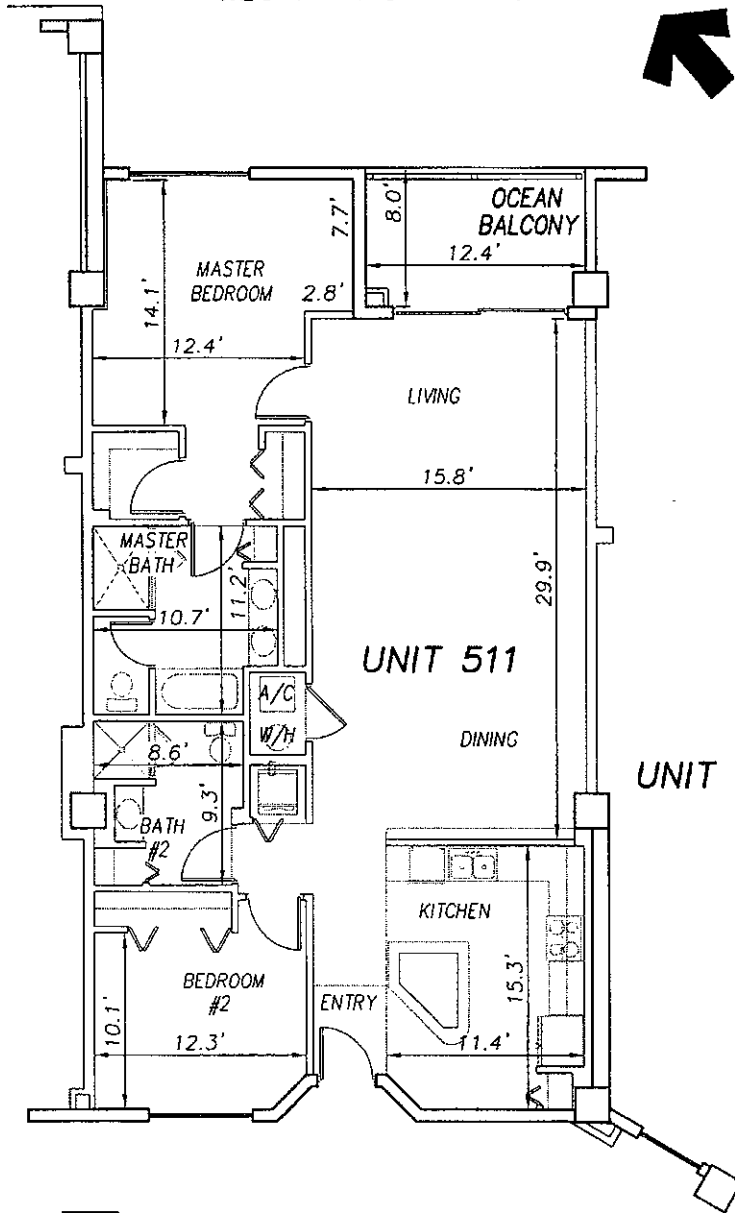 OCEAN
BALCONY
8.0'
12.4'
7.7'
MASTER
BEDROOM
2.8'
14.1'
12.4'
LIVING
15.8'
29.9'
MASTER
BATH
11.2'
10.7'
UNIT 511
A/C
W/H
DINING
UNIT
8.6'
9.3'
BATH
#2
KITCHEN
15.3'
11.4'
BEDROOM
#2
ENTRY
10.1'
12.3'